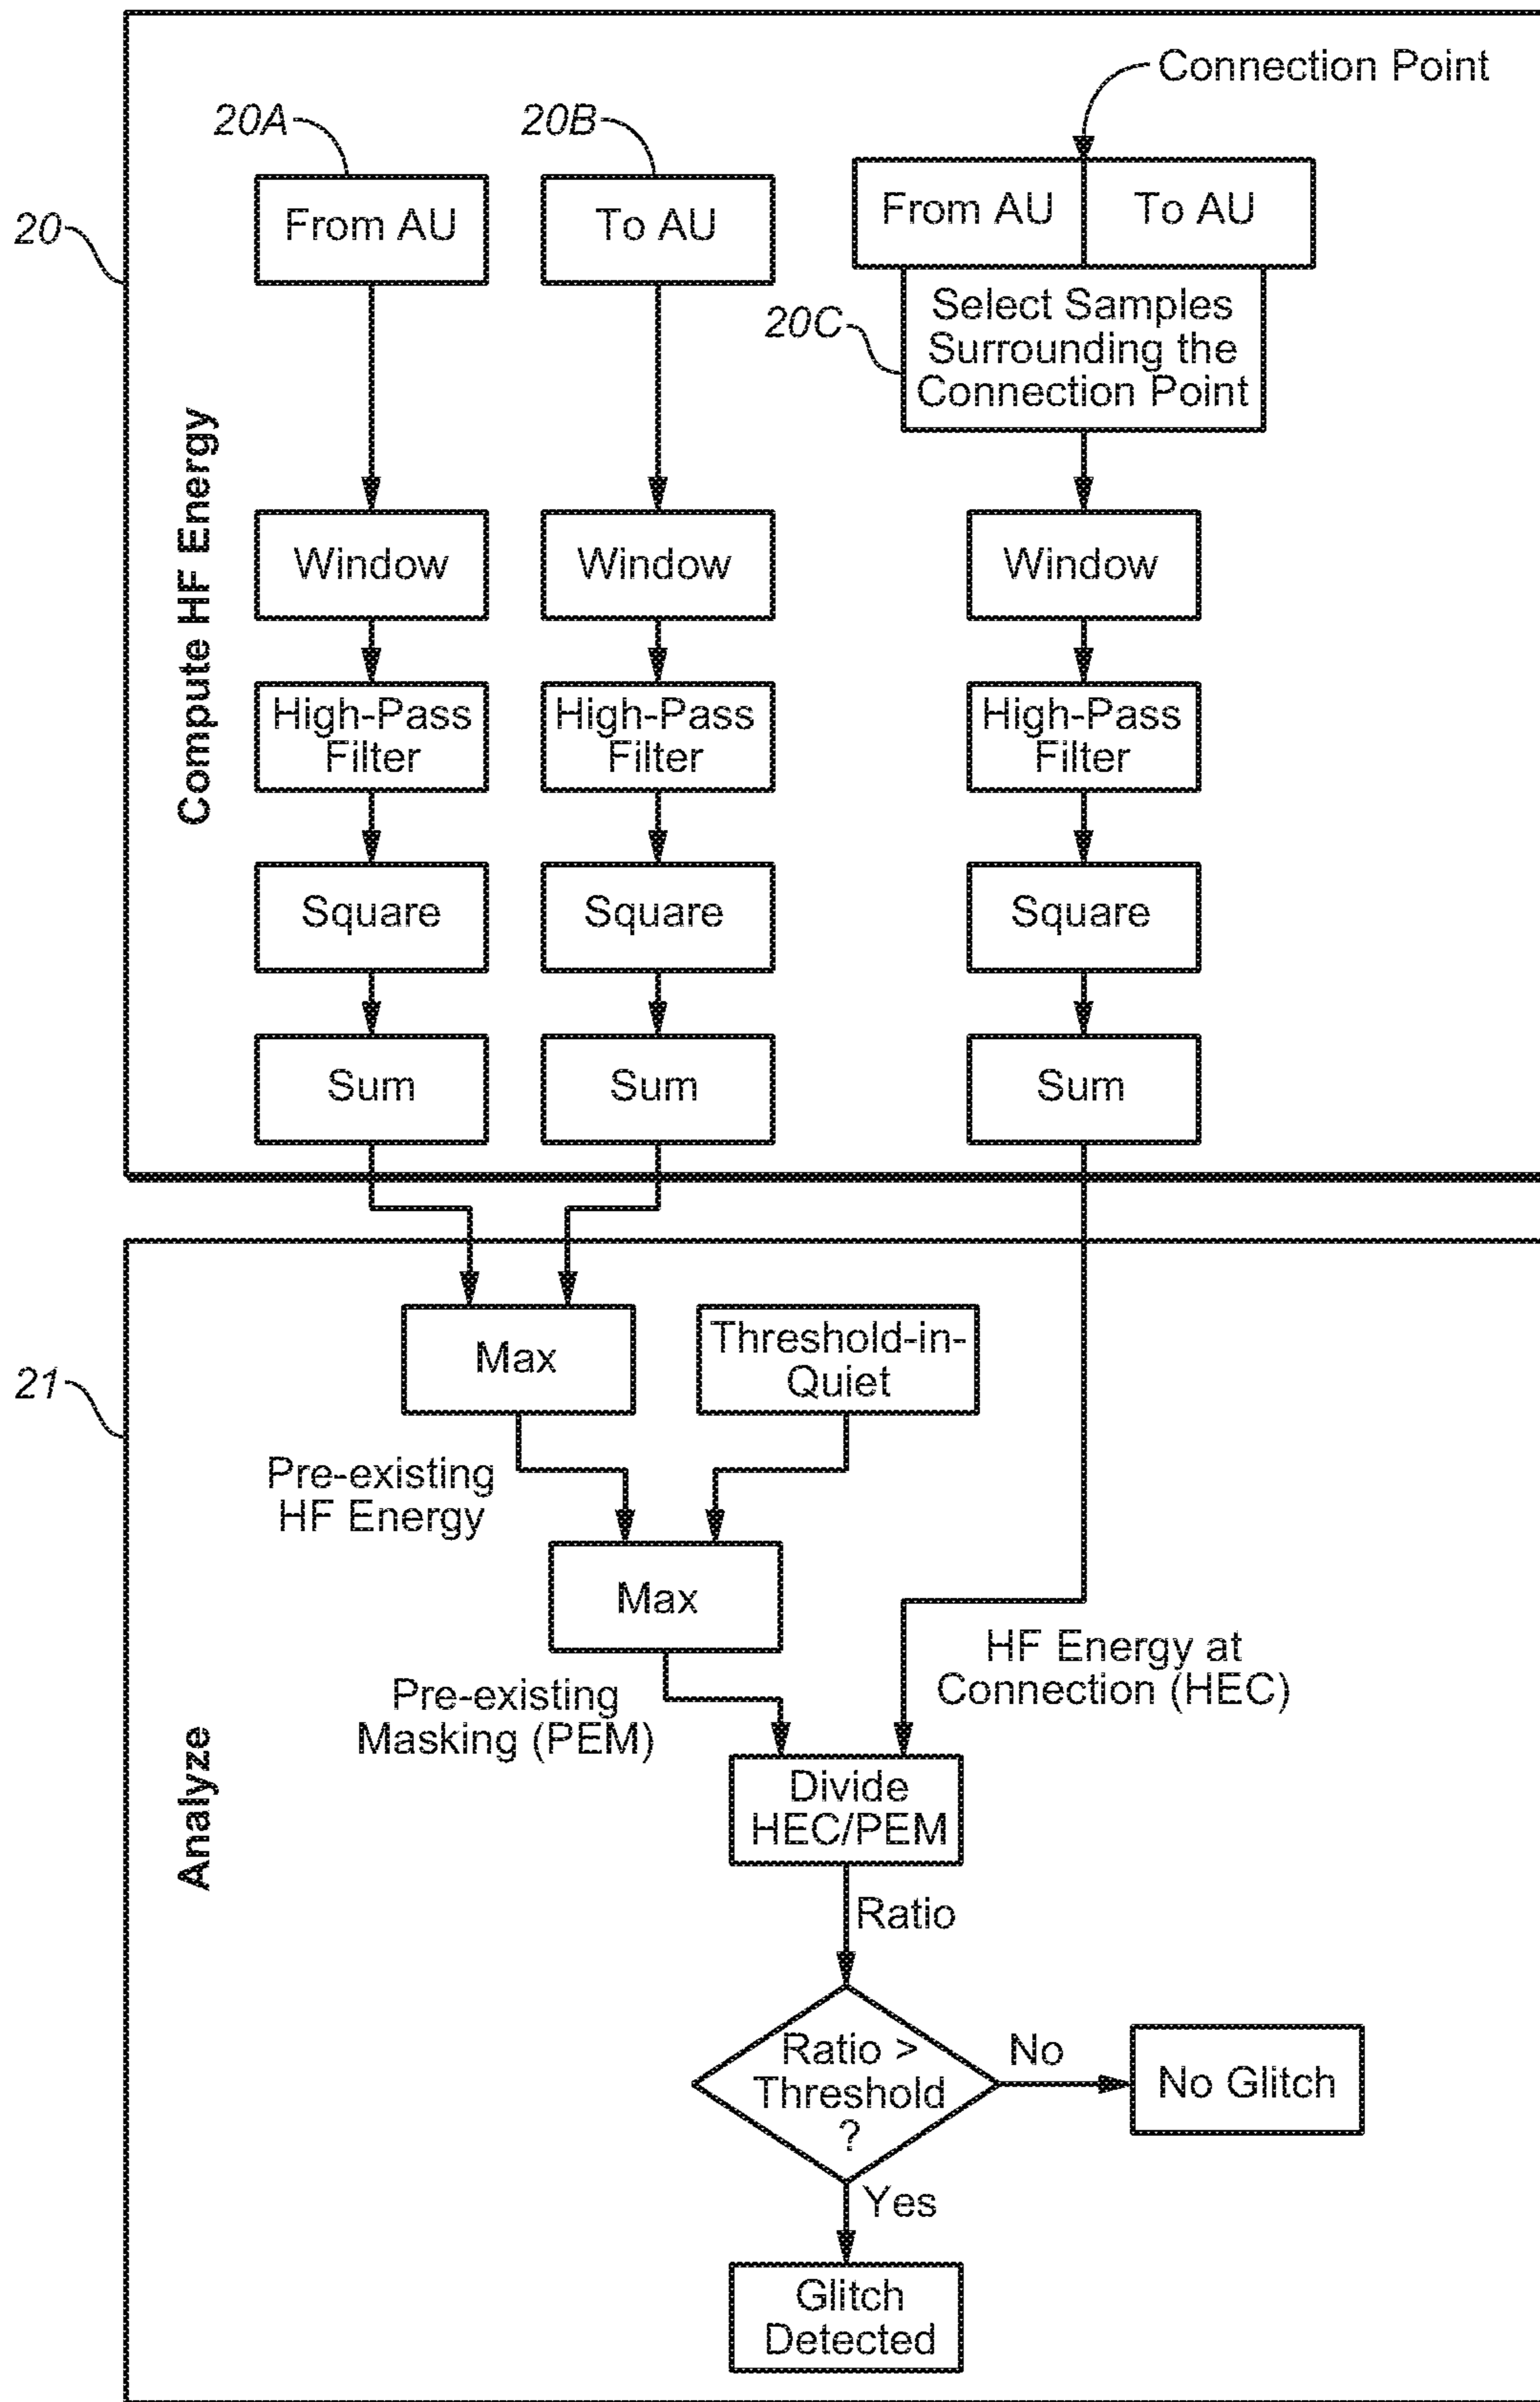 Connection Point
20A
20B
20
From AU
To AU
From AU
To AU
20C
Select Samples
Surrounding the
Connection Point
Compute HF Energy
Window
Window
Window
High-Pass
Filter
High-Pass
Filter
High-Pass
Filter
Square
Square
Square
Sum
Sum
Sum
21
Max
Threshold-in-
Quiet
Pre-existing
HF Energy
Max
HF Energy at
Connection (HEC)
Pre-existing
Masking (PEM)
Analyze
Divide
HEC/PEM
Ratio
Ratio >
Threshold
?
No
No Glitch
Yes
Glitch
Detected